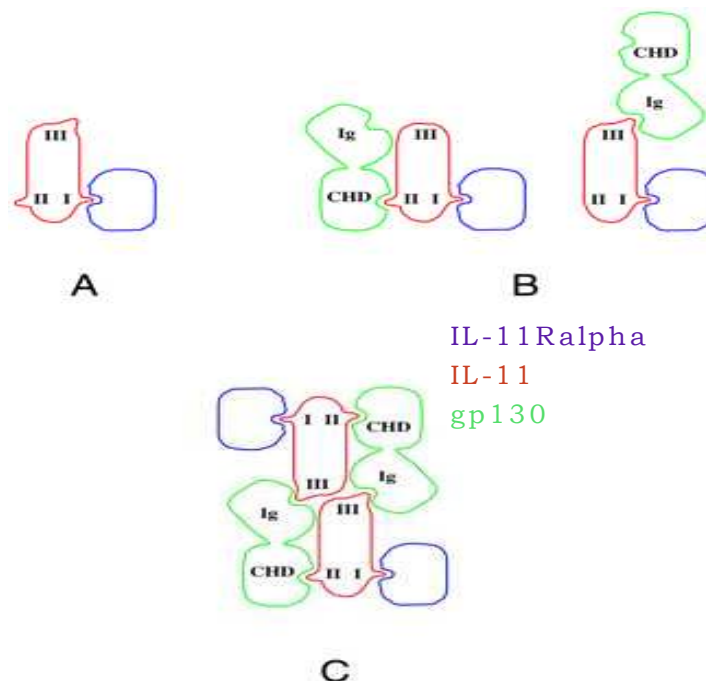 CHD
Ig
III
II I
A
Ig
CHD
III
II I
III
II I
B
IL-11Ralpha
IL-11
gp130
I II
CHD
III
Ig
Ig
III
CHD
II I
C